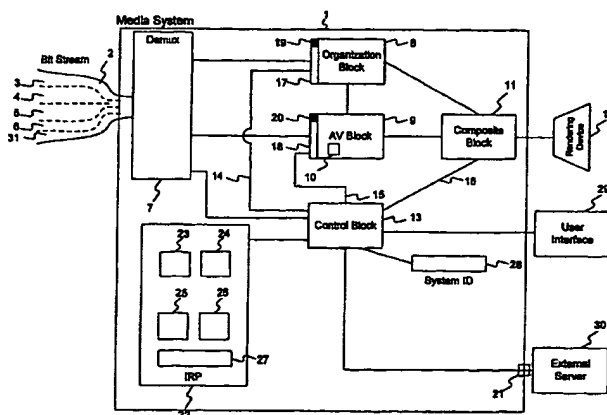 Media System
1
Demux
Bit Stream
2
3
4
5
6
31
7
19
Organization
Block
8
17
20
AV Block
9
18
10
11
Composite
Block
Rendering
Device
14
15
16
13
Control Block
29
User
Interface
28
System ID
23
24
25
26
27
IRP
30
External
Server
21